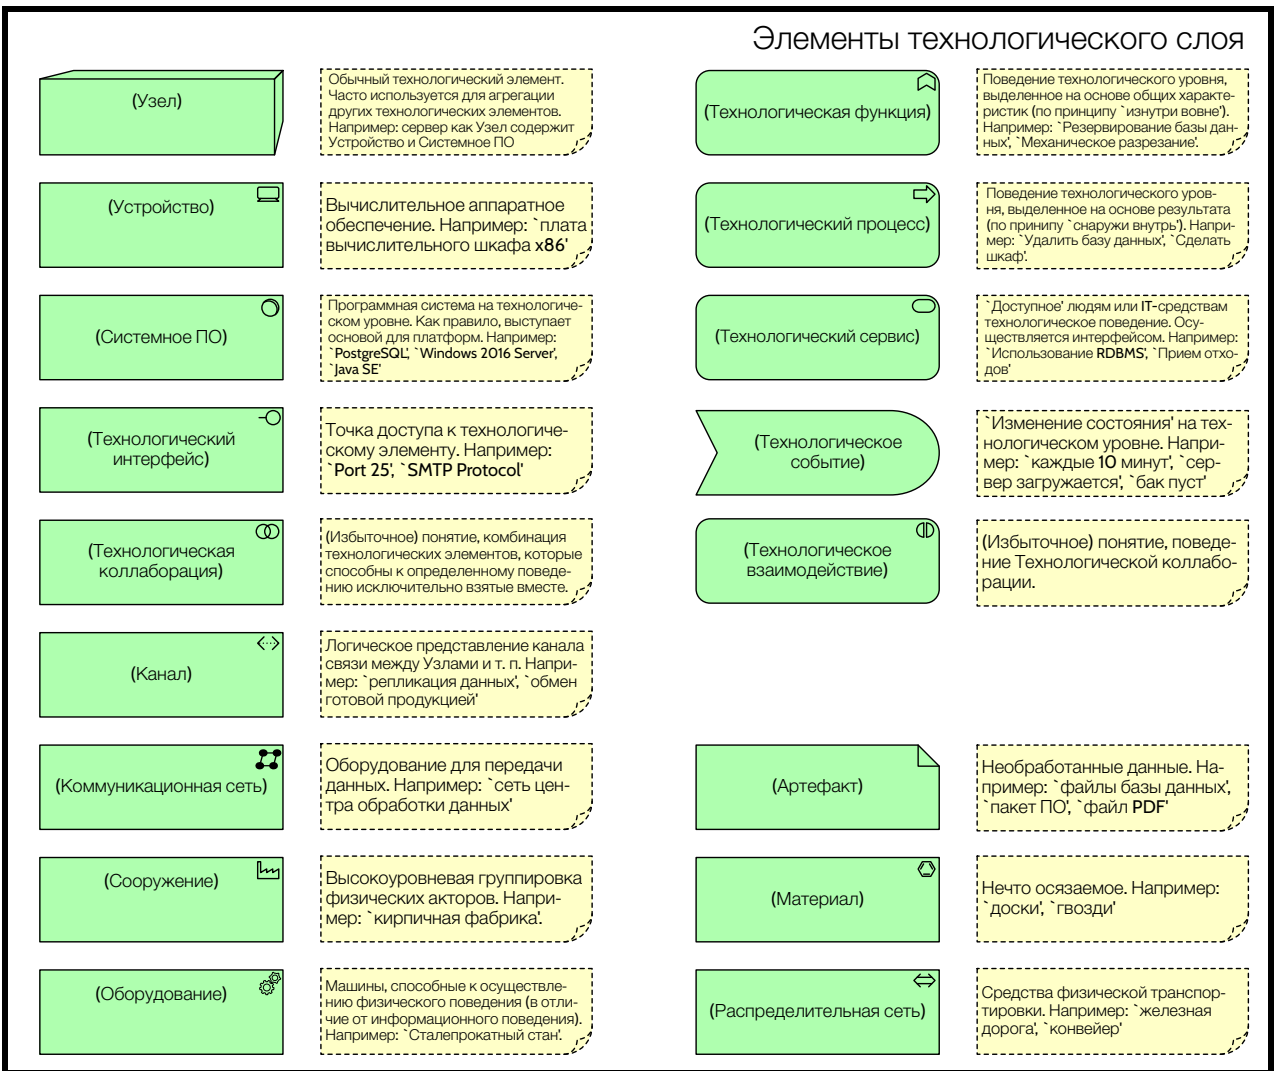 Элементы технологического слоя
(Узел)
Обычный технологический элемент.
Часто используется для агрегации
других технологических элементов.
Например: сервер как Узел содержит
Устройство и Системное ПО
(Технологическая функция)
Поведение технологического уровня,
выделенное на основе общих характе-
ристик (по принципу `изнутри вовне').
Например: `Резервирование базы дан-
ных', `Механическое разрезание'.
(Устройство)
Вычислительное аппаратное
обеспечение. Например: `плата
вычислительного шкафа x86'
(Технологический процесс)
Поведение технологического уров-
ня, выделенное на основе результата
(по принипу `снаружи внутрь'). Напри-
мер: `Удалить базу данных', `Сделать
шкаф'.
(Системное ПО)
Программная система на технологиче-
ском уровне. Как правило, выступает
основой для платформ. Например:
`PostgreSQL', `Windows 2016 Server',
`Java SE'
(Технологический сервис)
`Доступное' людям или IT-средствам
технологическое поведение. Осу-
ществляется интерфейсом. Например:
`Использование RDBMS', `Прием отхо-
дов'
(Технологический
интерфейс)
Точка доступа к технологиче-
скому элементу. Например:
`Port 25', `SMTP Protocol'
(Технологическое
событие)
`Изменение состояния' на тех-
нологическом уровне. Напри-
мер: `каждые 10 минут', `сер-
вер загружается', `бак пуст'
(Технологическая
коллаборация)
(Избыточное) понятие, комбинация
технологических элементов, которые
способны к определенному поведе-
нию исключительно взятые вместе.
(Технологическое
взаимодействие)
(Избыточное) понятие, поведе-
ние Технологической коллабо-
рации.
(Канал)
Логическое представление канала
связи между Узлами и т. п. Напри-
мер: `репликация данных', `обмен
готовой продукцией'
(Коммуникационная сеть)
Оборудование для передачи
данных. Например: `сеть цен-
тра обработки данных'
(Артефакт)
Необработанные данные. На-
пример: `файлы базы данных',
`пакет ПО', `файл PDF'
(Сооружение)
Высокоуровневая группировка
физических акторов. Напри-
мер: `кирпичная фабрика'.
(Материал)
Нечто осязаемое. Например:
`доски', `гвозди'
(Оборудование)
Машины, способные к осуществле-
нию физического поведения (в отли-
чие от информационного поведения).
Например: `Сталепрокатный стан'.
(Распределительная сеть)
Средства физической транспор-
тировки. Например: `железная
дорога', `конвейер'